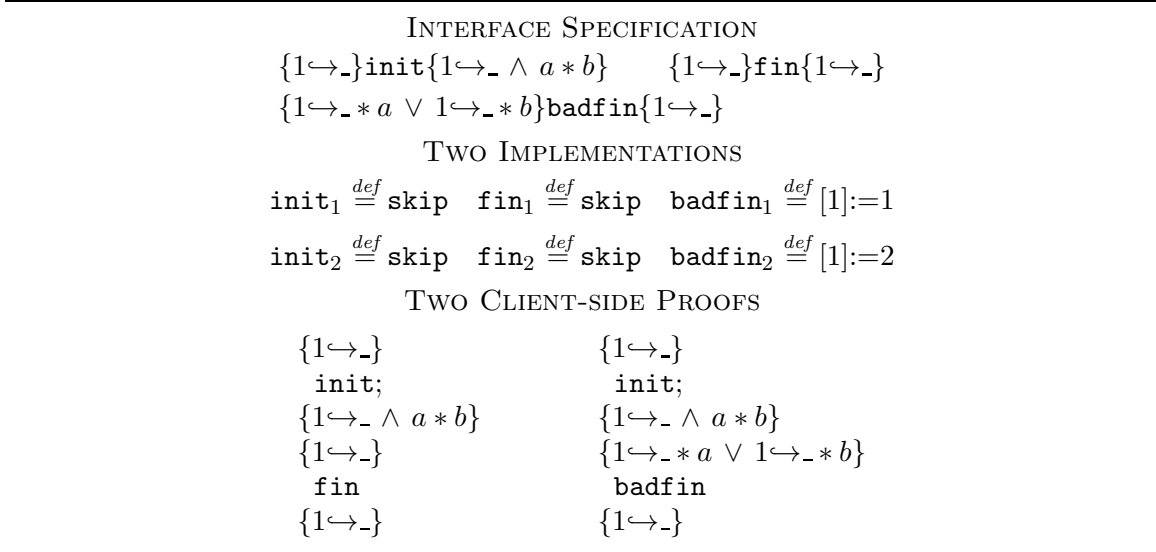 INTERFACE SPECIFICATION
{1↪_}init{1↪_ ∧ a ∗ b} {1↪_}fin{1↪_}
{1↪_ ∗ a ∨ 1↪_ ∗ b}badfin{1↪_}
TWO IMPLEMENTATIONS
init₁ ≝ skip fin₁ ≝ skip badfin₁ ≝ [1]:=1
init₂ ≝ skip fin₂ ≝ skip badfin₂ ≝ [1]:=2
TWO CLIENT-SIDE PROOFS
{1↪_} {1↪_}
init; init;
{1↪_ ∧ a ∗ b} {1↪_ ∧ a ∗ b}
{1↪_} {1↪_ ∗ a ∨ 1↪_ ∗ b}
fin badfin
{1↪_} {1↪_}